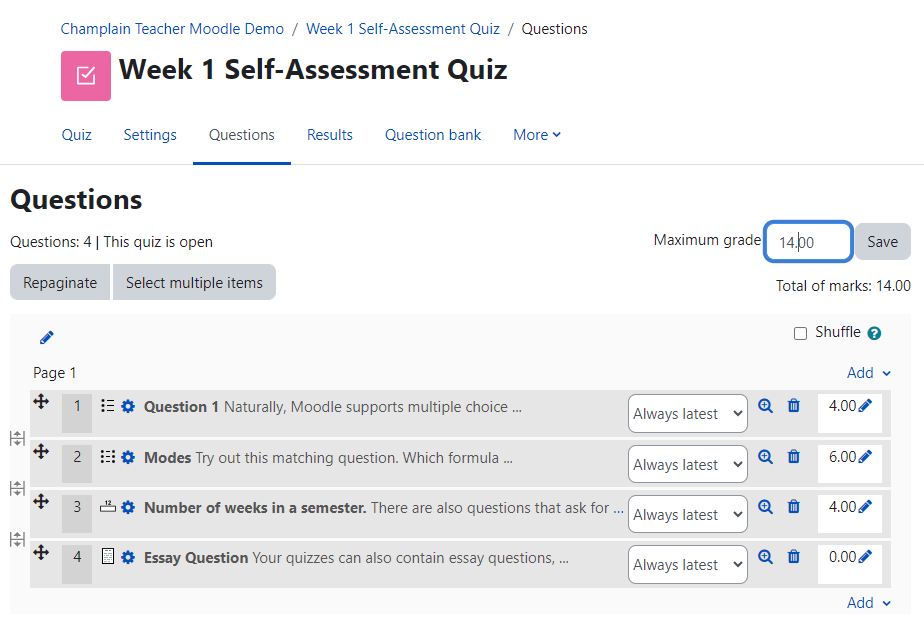 Champlain Teacher Moodle Demo / Week 1 Self-Assessment Quiz / Questions
Week 1 Self-Assessment Quiz
Quiz Settings Questions Results Question bank More
Questions
Questions: 4 | This quiz is open
Maximum grade 14.00 Save
Repaginate Select multiple items
Total of marks: 14.00
Shuffle ?
Page 1
Add
1 Question 1 Naturally, Moodle supports multiple choice ... Always latest 4.00
2 Modes Try out this matching question. Which formula ... Always latest 6.00
3 12 Number of weeks in a semester. There are also questions that ask for ... Always latest 4.00
4 Essay Question Your quizzes can also contain essay questions, ... Always latest 0.00
Add